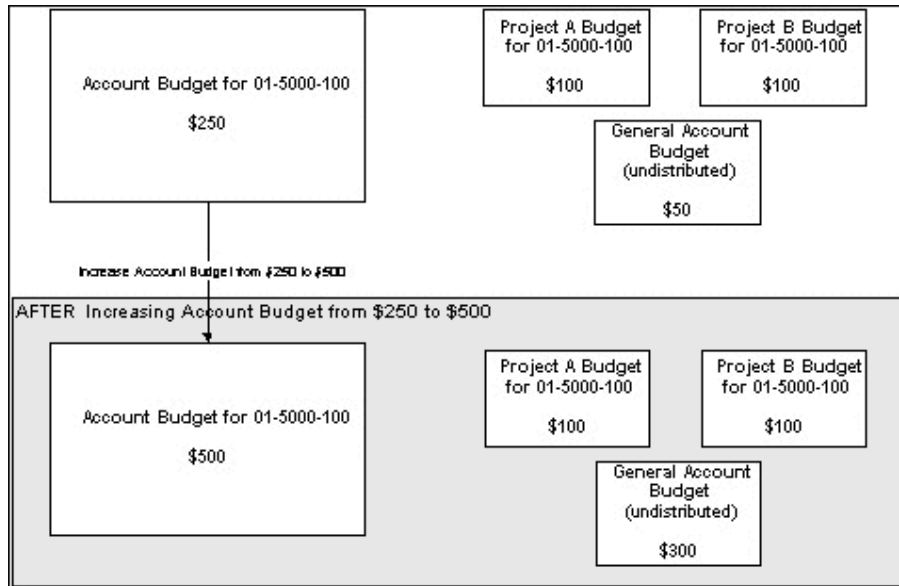 Account Budget for 01-5000-100
$250
Project A Budget
for 01-5000-100
$100
Project B Budget
for 01-5000-100
$100
General Account
Budget
(undistributed)
$50
Increase Account Budget from $250 to $500
AFTER  Increasing Account Budget from $250 to $500
Account Budget for 01-5000-100
$500
Project A Budget
for 01-5000-100
$100
Project B Budget
for 01-5000-100
$100
General Account
Budget
(undistributed)
$300